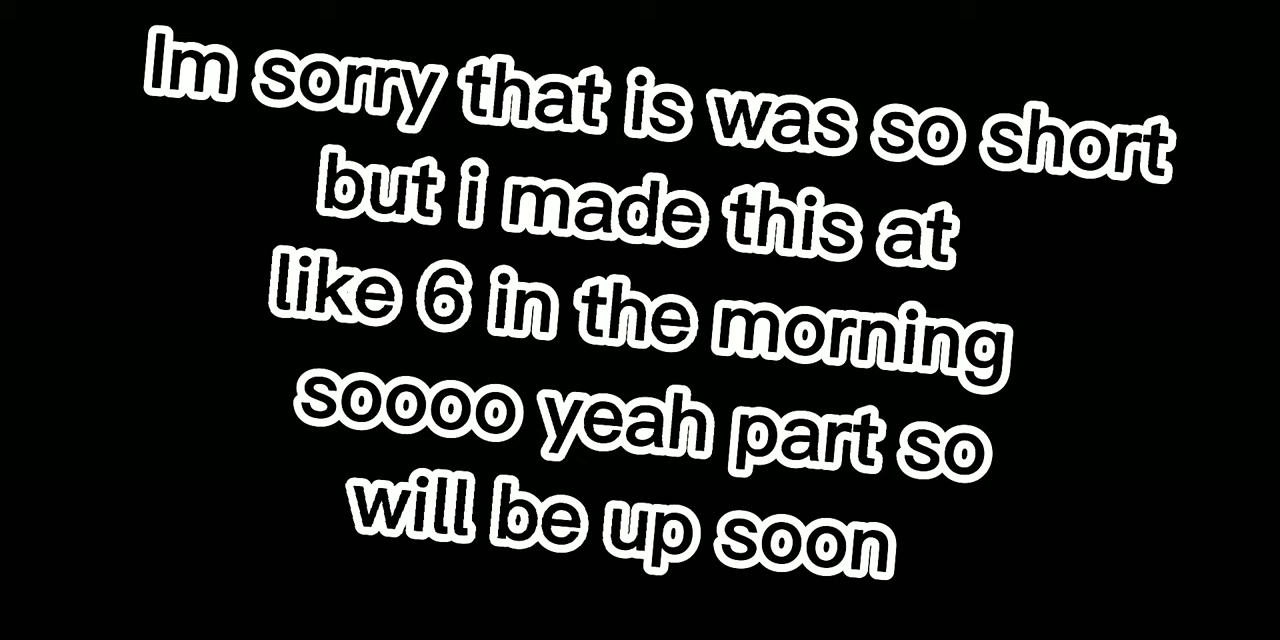 Im sorry that is was so short
but i made this at
like 6 in the morning
soooo yeah part so
will be up soon